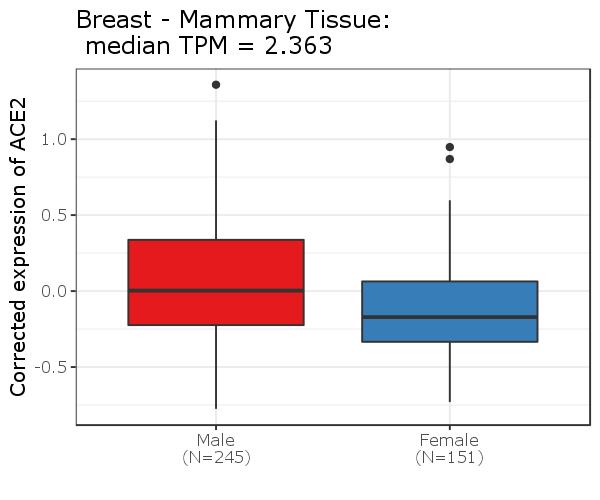 Breast - Mammary Tissue:
median TPM = 2.363
Corrected expression of ACE2
1.0
0.5
0.0
-0.5
Male
(N=245)
Female
(N=151)